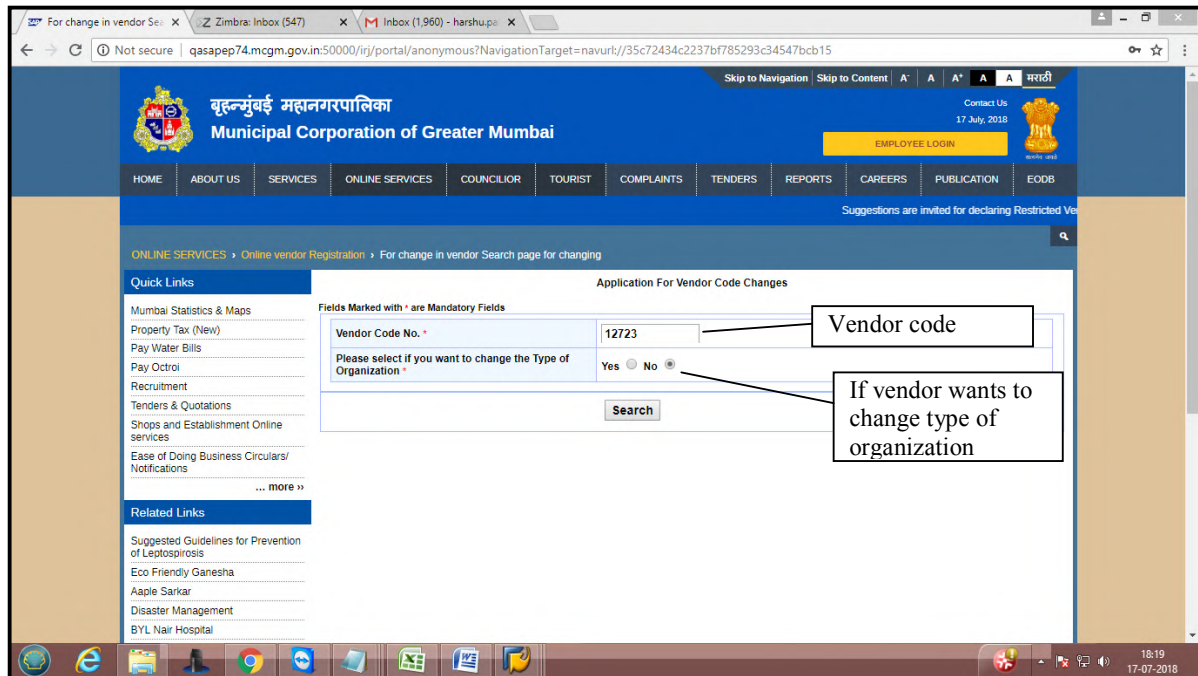 For change in vendor Sea
Zimbra: Inbox (547)
Inbox (1,960) - harshu.pa
Not secure | qasapep74.mcgm.gov.in:50000/irj/portal/anonymous?NavigationTarget=navurl://35c72434c2237bf785293c34547bcb15
Skip to Navigation Skip to Content A- A A+ A A मराठी
बृहन्मुंबई महानगरपालिका
Municipal Corporation of Greater Mumbai
Contact Us
17 July, 2018
EMPLOYEE LOGIN
सत्यमेव जयते
HOME ABOUT US SERVICES ONLINE SERVICES COUNCILIOR TOURIST COMPLAINTS TENDERS REPORTS CAREERS PUBLICATION EODB
Suggestions are invited for declaring Restricted Ve
ONLINE SERVICES › Online vendor Registration › For change in vendor Search page for changing
Quick Links
Mumbai Statistics & Maps
Property Tax (New)
Pay Water Bills
Pay Octroi
Recruitment
Tenders & Quotations
Shops and Establishment Online
services
Ease of Doing Business Circulars/
Notifications
... more ››
Related Links
Suggested Guidelines for Prevention
of Leptospirosis
Eco Friendly Ganesha
Aaple Sarkar
Disaster Management
BYL Nair Hospital
Application For Vendor Code Changes
Fields Marked with * are Mandatory Fields
Vendor Code No. * 12723
Please select if you want to change the Type of
Organization * Yes No
Search
Vendor code
If vendor wants to
change type of
organization
18:19
17-07-2018